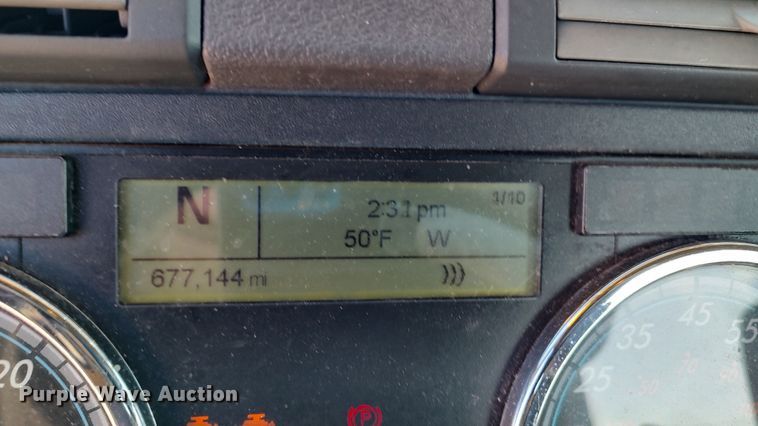 N
2:31 pm
1/10
50°F W
677,144 mi
)))
20
25
35
45
55
Purple Wave Auction
P